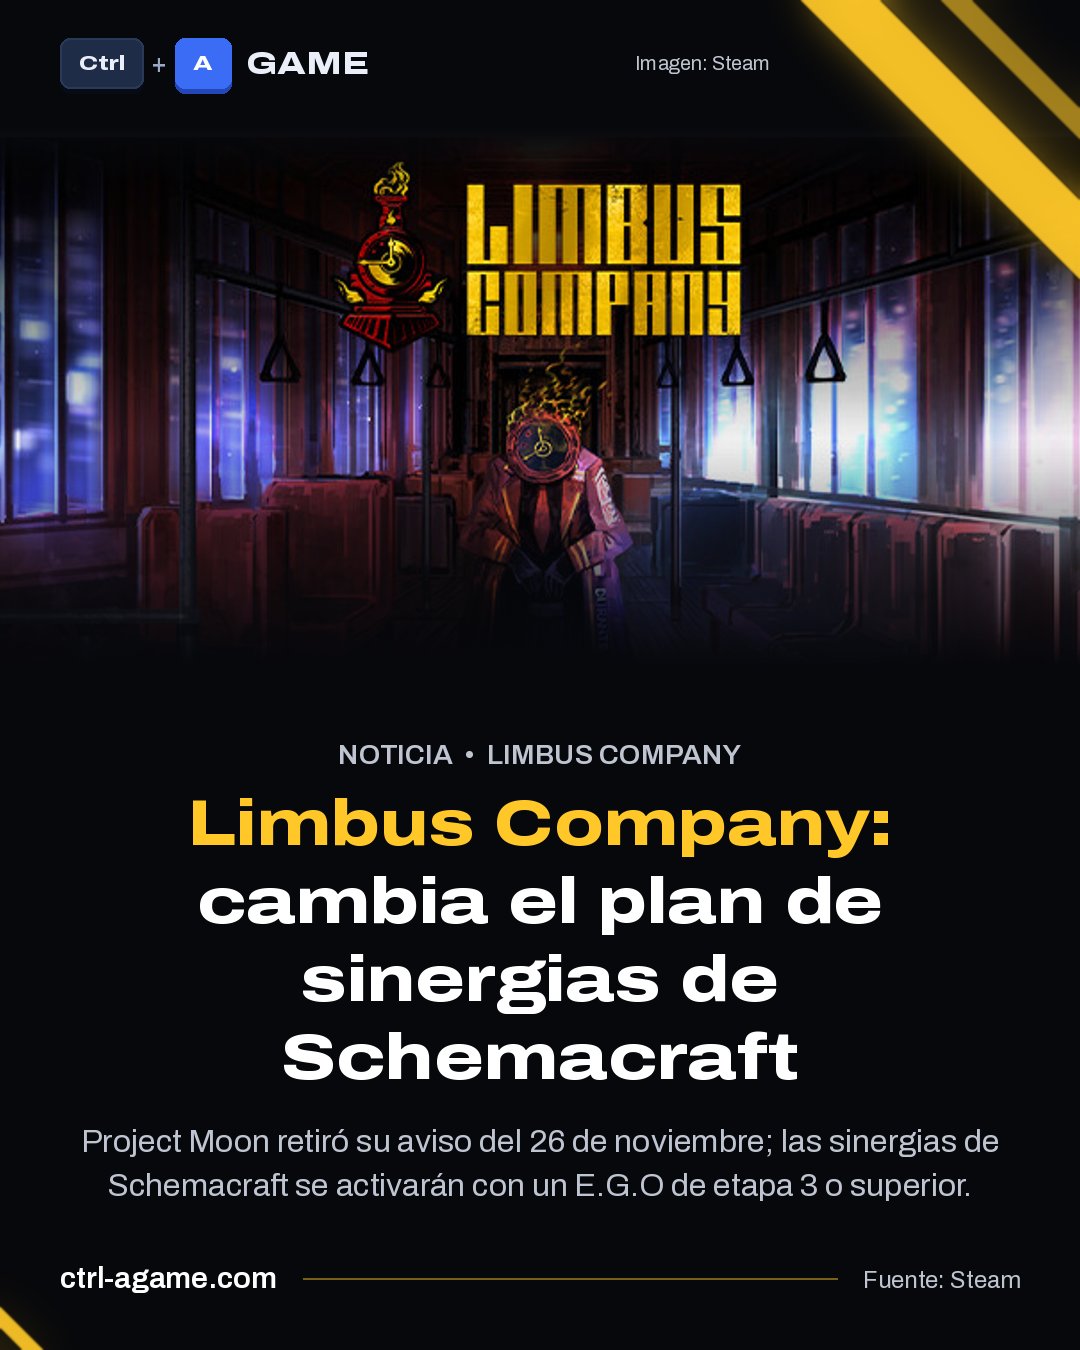 Ctrl + A GAME
Imagen: Steam
LIMBUS
COMPANY
NOTICIA • LIMBUS COMPANY
Limbus Company:
cambia el plan de
sinergias de
Schemacraft
Project Moon retiró su aviso del 26 de noviembre; las sinergias de
Schemacraft se activarán con un E.G.O de etapa 3 o superior.
ctrl-agame.com
Fuente: Steam